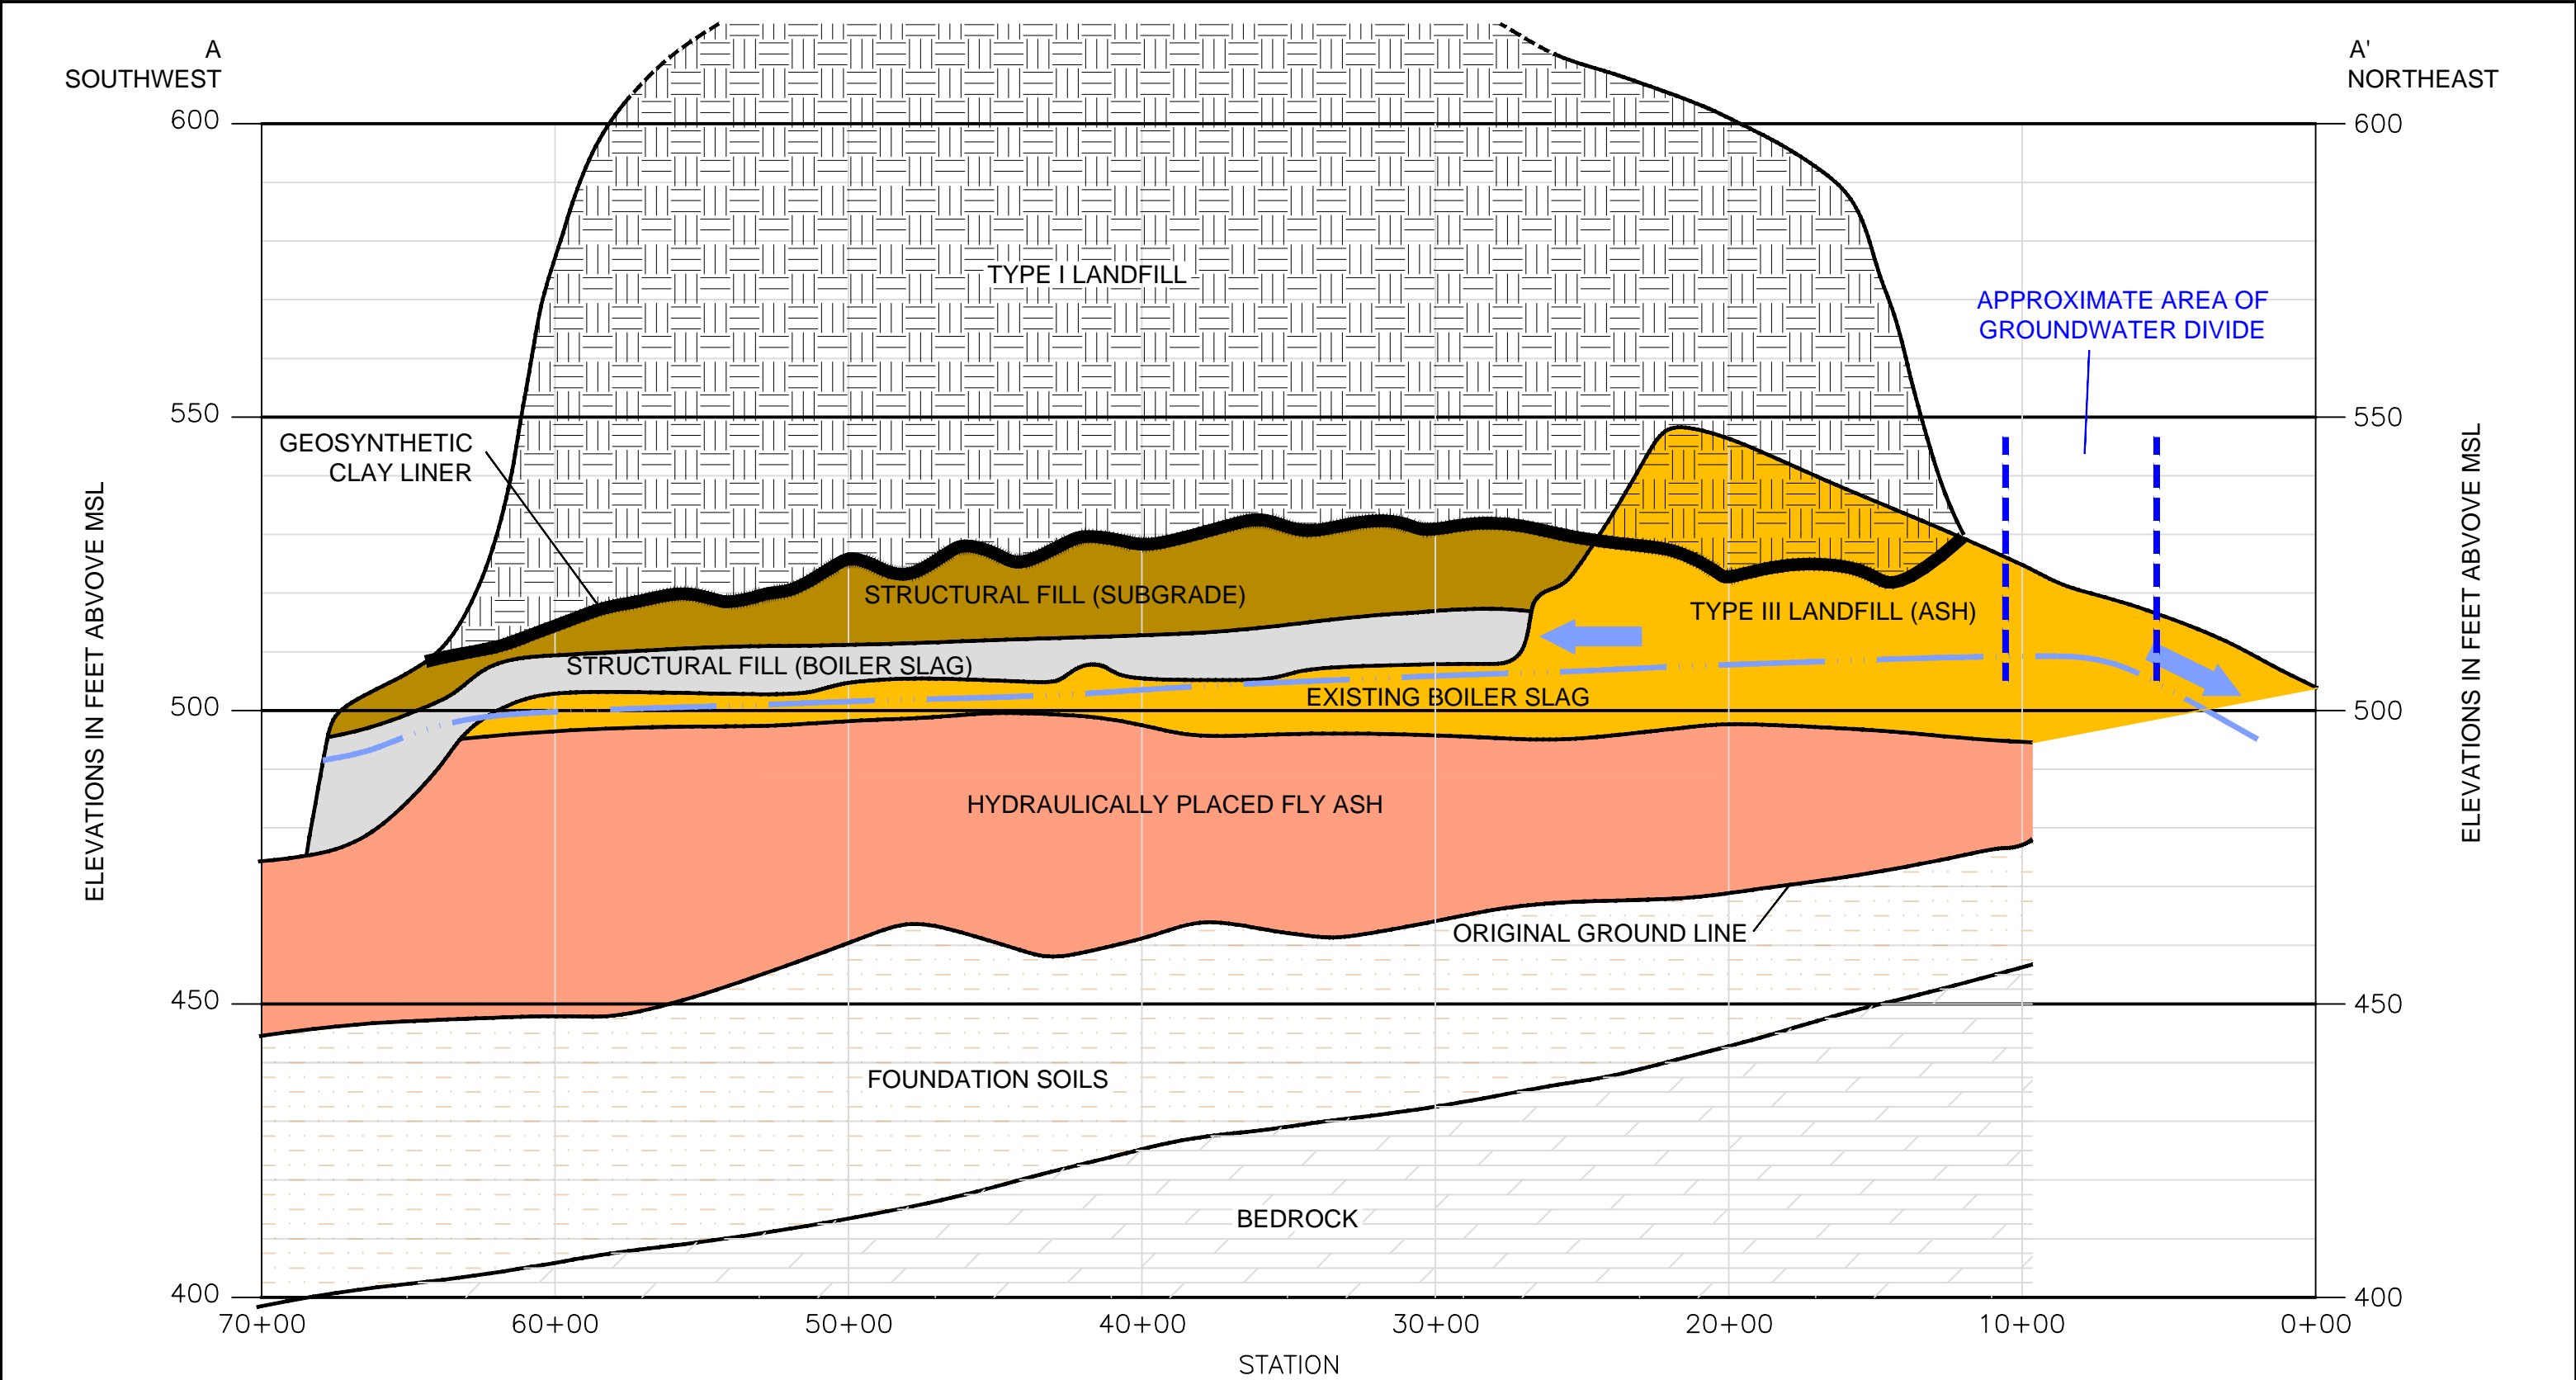 A
SOUTHWEST
A'
NORTHEAST
600
600
TYPE I LANDFILL
APPROXIMATE AREA OF
GROUNDWATER DIVIDE
550
550
GEOSYNTHETIC
CLAY LINER
ELEVATIONS IN FEET ABVOVE MSL
ELEVATIONS IN FEET ABVOVE MSL
STRUCTURAL FILL (SUBGRADE)
TYPE III LANDFILL (ASH)
STRUCTURAL FILL (BOILER SLAG)
EXISTING BOILER SLAG
500
500
HYDRAULICALLY PLACED FLY ASH
ORIGINAL GROUND LINE
450
450
FOUNDATION SOILS
BEDROCK
400
400
70+00
60+00
50+00
40+00
30+00
20+00
10+00
0+00
STATION